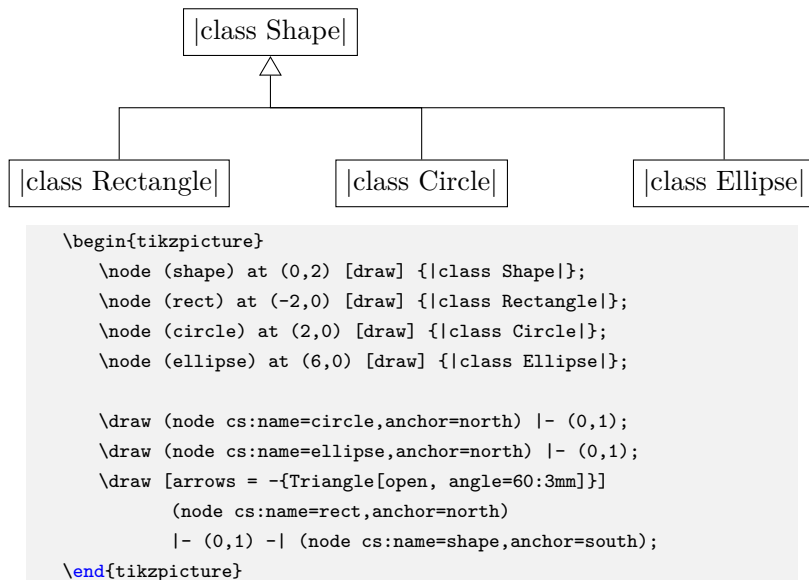 |class Shape|
|class Rectangle| |class Circle| |class Ellipse|
\begin{tikzpicture}
    \node (shape) at (0,2) [draw] {|class Shape|};
    \node (rect) at (-2,0) [draw] {|class Rectangle|};
    \node (circle) at (2,0) [draw] {|class Circle|};
    \node (ellipse) at (6,0) [draw] {|class Ellipse|};

    \draw (node cs:name=circle,anchor=north) |- (0,1);
    \draw (node cs:name=ellipse,anchor=north) |- (0,1);
    \draw [arrows = -{Triangle[open, angle=60:3mm]}]
            (node cs:name=rect,anchor=north)
            |- (0,1) -| (node cs:name=shape,anchor=south);
\end{tikzpicture}